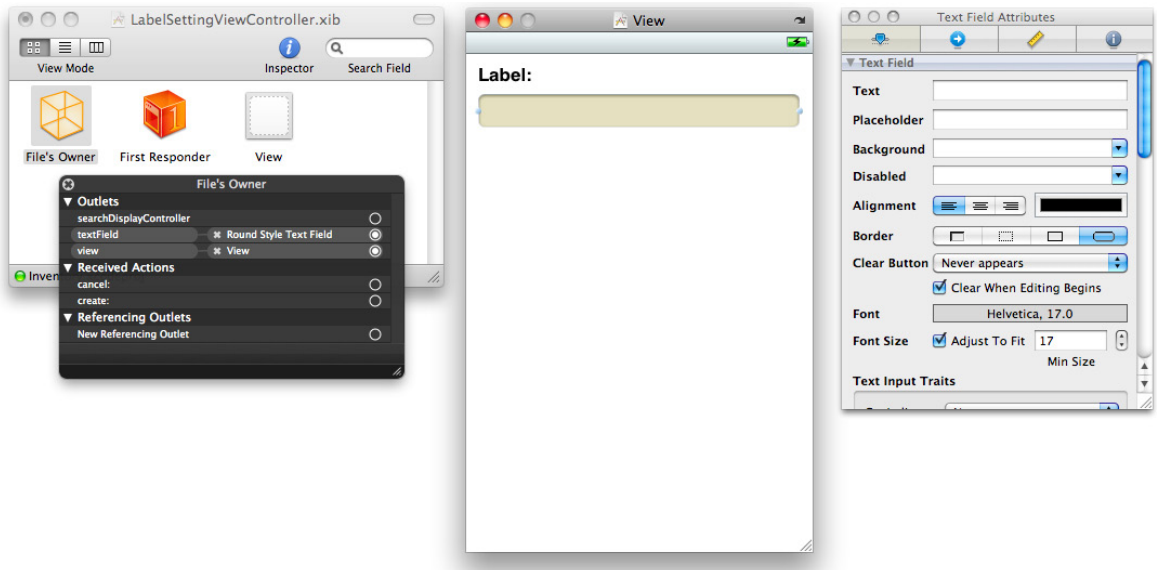 LabelSettingViewController.xib
View Mode
Inspector
Search Field
File's Owner
First Responder
View
File's Owner
▼ Outlets
searchDisplayController
textField
Round Style Text Field
view
View
▼ Received Actions
cancel:
create:
▼ Referencing Outlets
New Referencing Outlet
Inven
View
Label:
Text Field Attributes
▼ Text Field
Text
Placeholder
Background
Disabled
Alignment
Border
Clear Button
Never appears
Clear When Editing Begins
Font
Helvetica, 17.0
Font Size
Adjust To Fit
17
Min Size
Text Input Traits